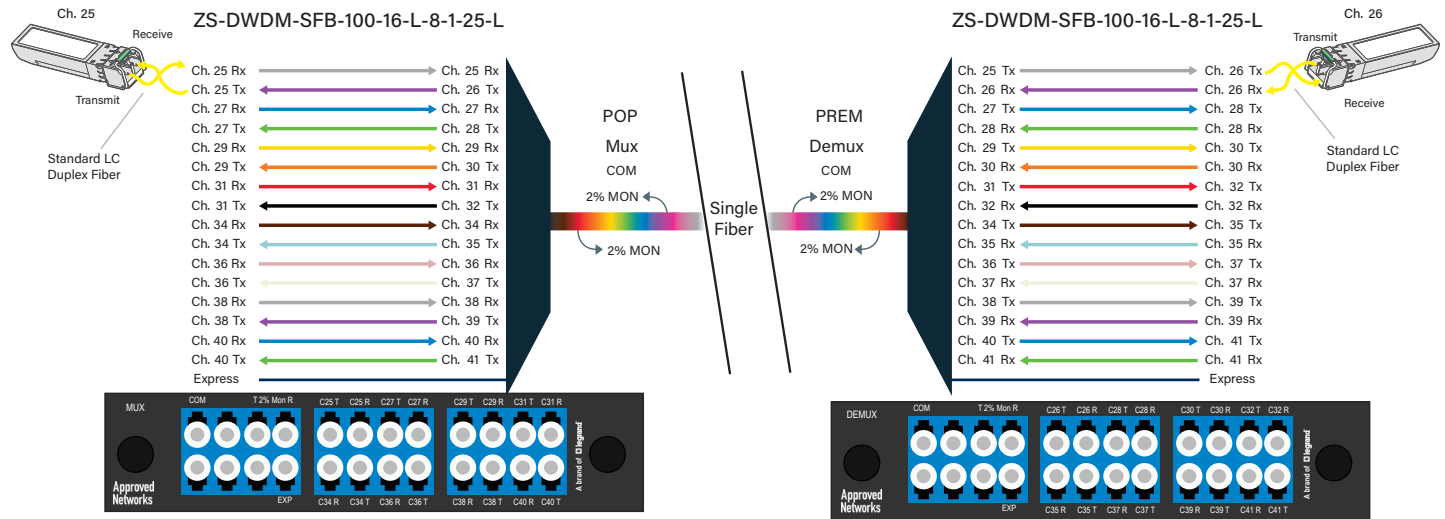 Ch. 25
ZS-DWDM-SFB-100-16-L-8-1-25-L
ZS-DWDM-SFB-100-16-L-8-1-25-L
Ch. 26
Receive
Transmit
Standard LC
Duplex Fiber
Ch. 25 Rx Ch. 25 Rx
Ch. 25 Tx Ch. 26 Tx
Ch. 27 Rx Ch. 27 Rx
Ch. 27 Tx Ch. 28 Tx
Ch. 29 Rx Ch. 29 Rx
Ch. 29 Tx Ch. 30 Tx
Ch. 31 Rx Ch. 31 Rx
Ch. 31 Tx Ch. 32 Tx
Ch. 34 Rx Ch. 34 Rx
Ch. 34 Tx Ch. 35 Tx
Ch. 36 Rx Ch. 36 Rx
Ch. 36 Tx Ch. 37 Tx
Ch. 38 Rx Ch. 38 Rx
Ch. 38 Tx Ch. 39 Tx
Ch. 40 Rx Ch. 40 Rx
Ch. 40 Tx Ch. 41 Tx
Express
POP
Mux
COM
2% MON
2% MON
Single
Fiber
PREM
Demux
COM
2% MON
2% MON
Ch. 25 Tx Ch. 26 Tx
Ch. 26 Rx Ch. 26 Rx
Ch. 27 Tx Ch. 28 Tx
Ch. 28 Rx Ch. 28 Rx
Ch. 29 Tx Ch. 30 Tx
Ch. 30 Rx Ch. 30 Rx
Ch. 31 Tx Ch. 32 Tx
Ch. 32 Rx Ch. 32 Rx
Ch. 34 Tx Ch. 35 Tx
Ch. 35 Rx Ch. 35 Rx
Ch. 36 Tx Ch. 37 Tx
Ch. 37 Rx Ch. 37 Rx
Ch. 38 Tx Ch. 39 Tx
Ch. 39 Rx Ch. 39 Rx
Ch. 40 Tx Ch. 41 Tx
Ch. 41 Rx Ch. 41 Rx
Express
Transmit
Receive
Standard LC
Duplex Fiber
MUX
COM T 2% Mon R C25 T C25 R C27 T C27 R C29 T C29 R C31 T C31 R
Approved
Networks
EXP C34 R C34 T C36 R C36 T C38 R C38 T C40 R C40 T
A brand of legrand
DEMUX
COM T 2% Mon R C26 T C26 R C28 T C28 R C30 T C30 R C32 T C32 R
Approved
Networks
EXP C35 R C35 T C37 R C37 T C39 R C39 T C41 R C41 T
A brand of legrand